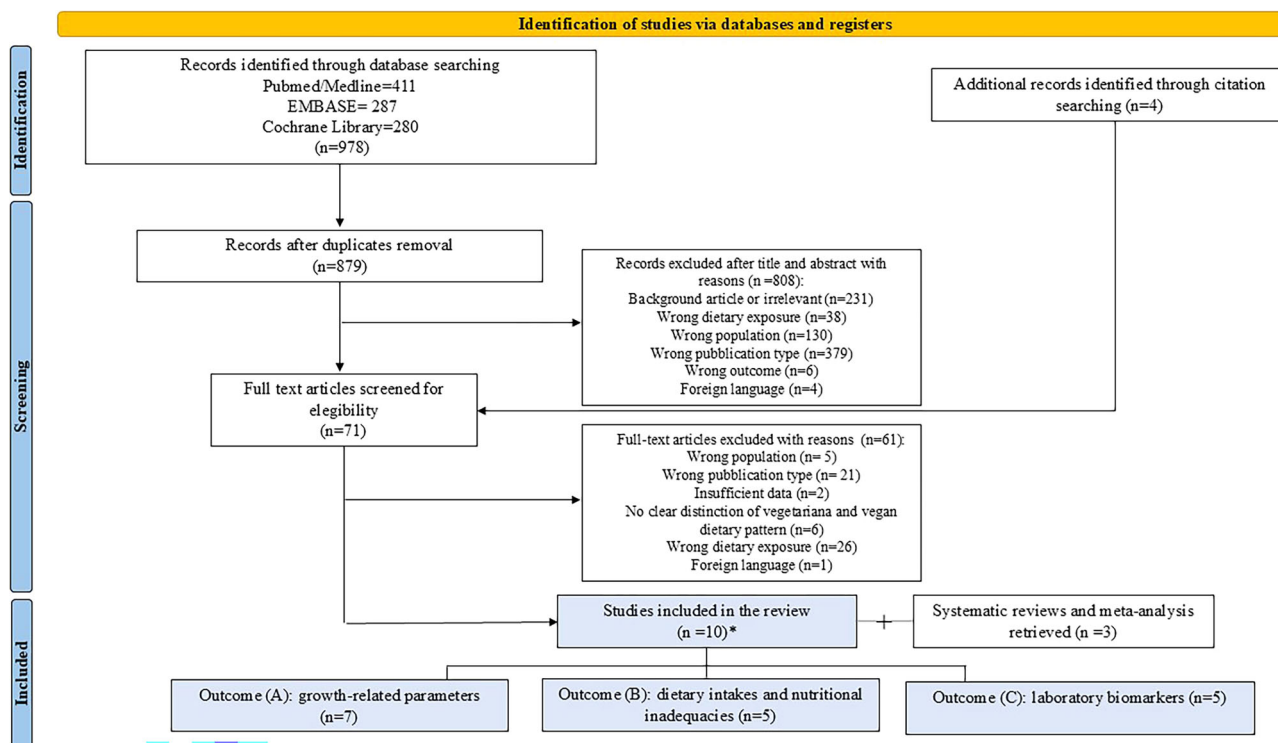 Identification of studies via databases and registers
Identification
Records identified through database searching
Pubmed/Medline=411
EMBASE= 287
Cochrane Library=280
(n=978)
Additional records identified through citation
searching (n=4)
Screening
Records after duplicates removal
(n=879)
Records excluded after title and abstract with
reasons (n =808):
Background article or irrelevant (n=231)
Wrong dietary exposure (n=38)
Wrong population (n=130)
Wrong pubblication type (n=379)
Wrong outcome (n=6)
Foreign language (n=4)
Full text articles screened for
elegibility
(n=71)
Full-text articles excluded with reasons (n=61):
Wrong population (n= 5)
Wrong pubblication type (n= 21)
Insufficient data (n=2)
No clear distinction of vegetariana and vegan
dietary pattern (n=6)
Wrong dietary exposure (n=26)
Foreign language (n=1)
Included
Studies included in the review
(n =10)*
+
Systematic reviews and meta-analysis
retrieved (n =3)
Outcome (A): growth-related parameters
(n=7)
Outcome (B): dietary intakes and nutritional
inadequacies (n=5)
Outcome (C): laboratory biomarkers (n=5)